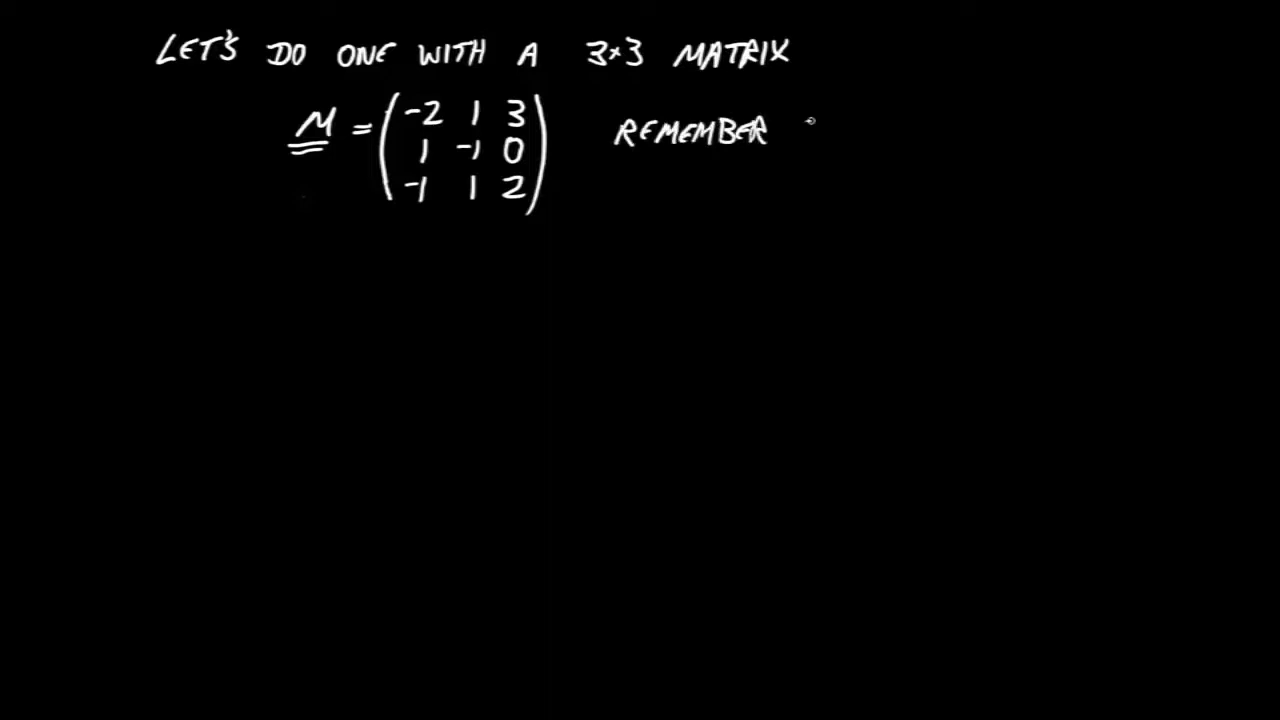 LET'S DO ONE WITH A 3×3 MATRIX
M = ( -2 1 3 ) REMEMBER
1 -1 0
-1 1 2